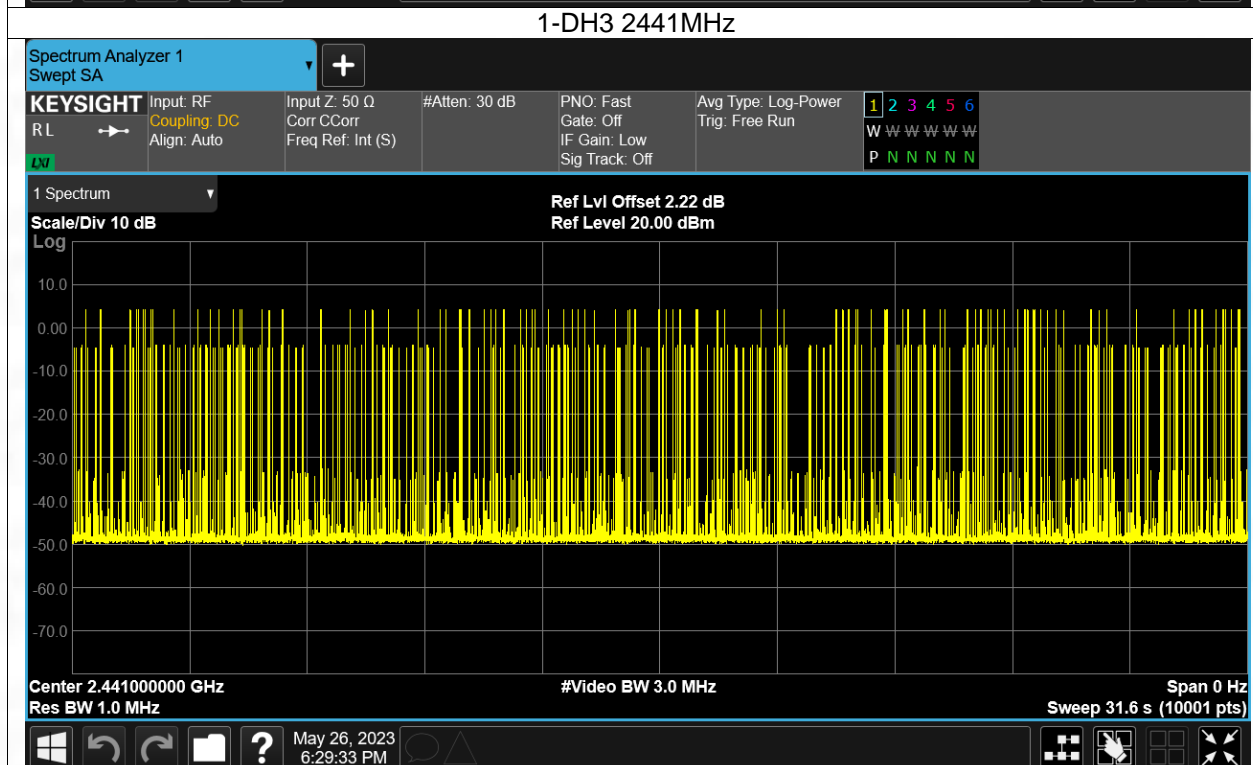 1-DH3 2441MHz
Spectrum Analyzer 1
Swept SA
+
KEYSIGHT Input: RF Input Z: 50 Ω #Atten: 30 dB PNO: Fast Avg Type: Log-Power 1 2 3 4 5 6
RL Coupling: DC Corr CCorr Gate: Off Trig: Free Run W W W W W W
Align: Auto Freq Ref: Int (S) IF Gain: Low
LXI Sig Track: Off P N N N N N
1 Spectrum
Ref Lvl Offset 2.22 dB
Scale/Div 10 dB Ref Level 20.00 dBm
Log
10.0
0.00
-10.0
-20.0
-30.0
-40.0
-50.0
-60.0
-70.0
Center 2.441000000 GHz #Video BW 3.0 MHz Span 0 Hz
Res BW 1.0 MHz Sweep 31.6 s (10001 pts)
? May 26, 2023
6:29:33 PM